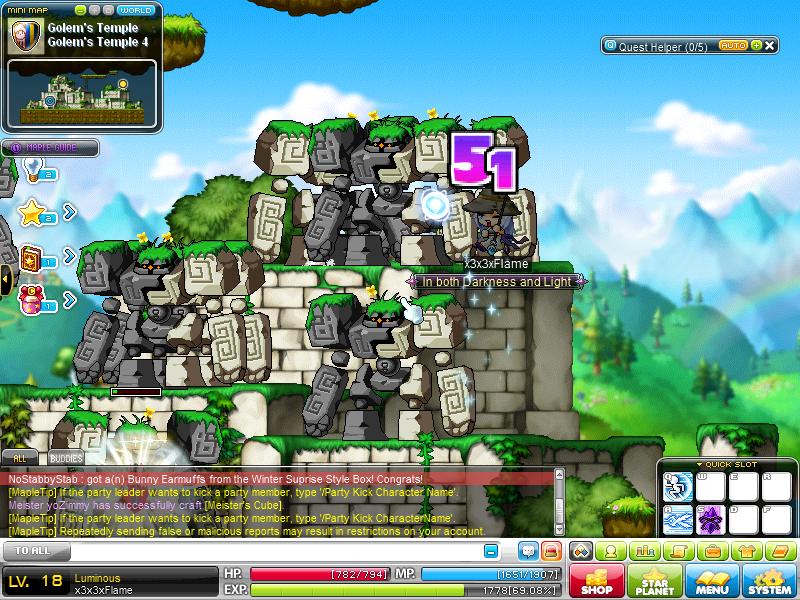 MINI MAP
WORLD
Golem's Temple
Golem's Temple 4
Quest Helper (0/5)
AUTO
MAPLE GUIDE
51
x3x3xFlame
In both Darkness and Light
ALL
BUDDIES
NoStabbyStab : got a(n) Bunny Earmuffs from the Winter Suprise Style Box! Congrats!
[MapleTip] If the party leader wants to kick a party member, type '/Party Kick Character Name'.
Meister yoZimmy has successfully craft [Meister's Cube].
[MapleTip] If the party leader wants to kick a party member, type '/Party Kick CharacterName'.
[MapleTip] Repeatedly sending false or malicious reports may result in restrictions on your account.
QUICK SLOT
TO ALL
LV. 18
Luminous
x3x3xFlame
HP. [782/794]
MP. [1651/1907]
EXP. 1778[69.08%]
SHOP
STAR PLANET
MENU
SYSTEM